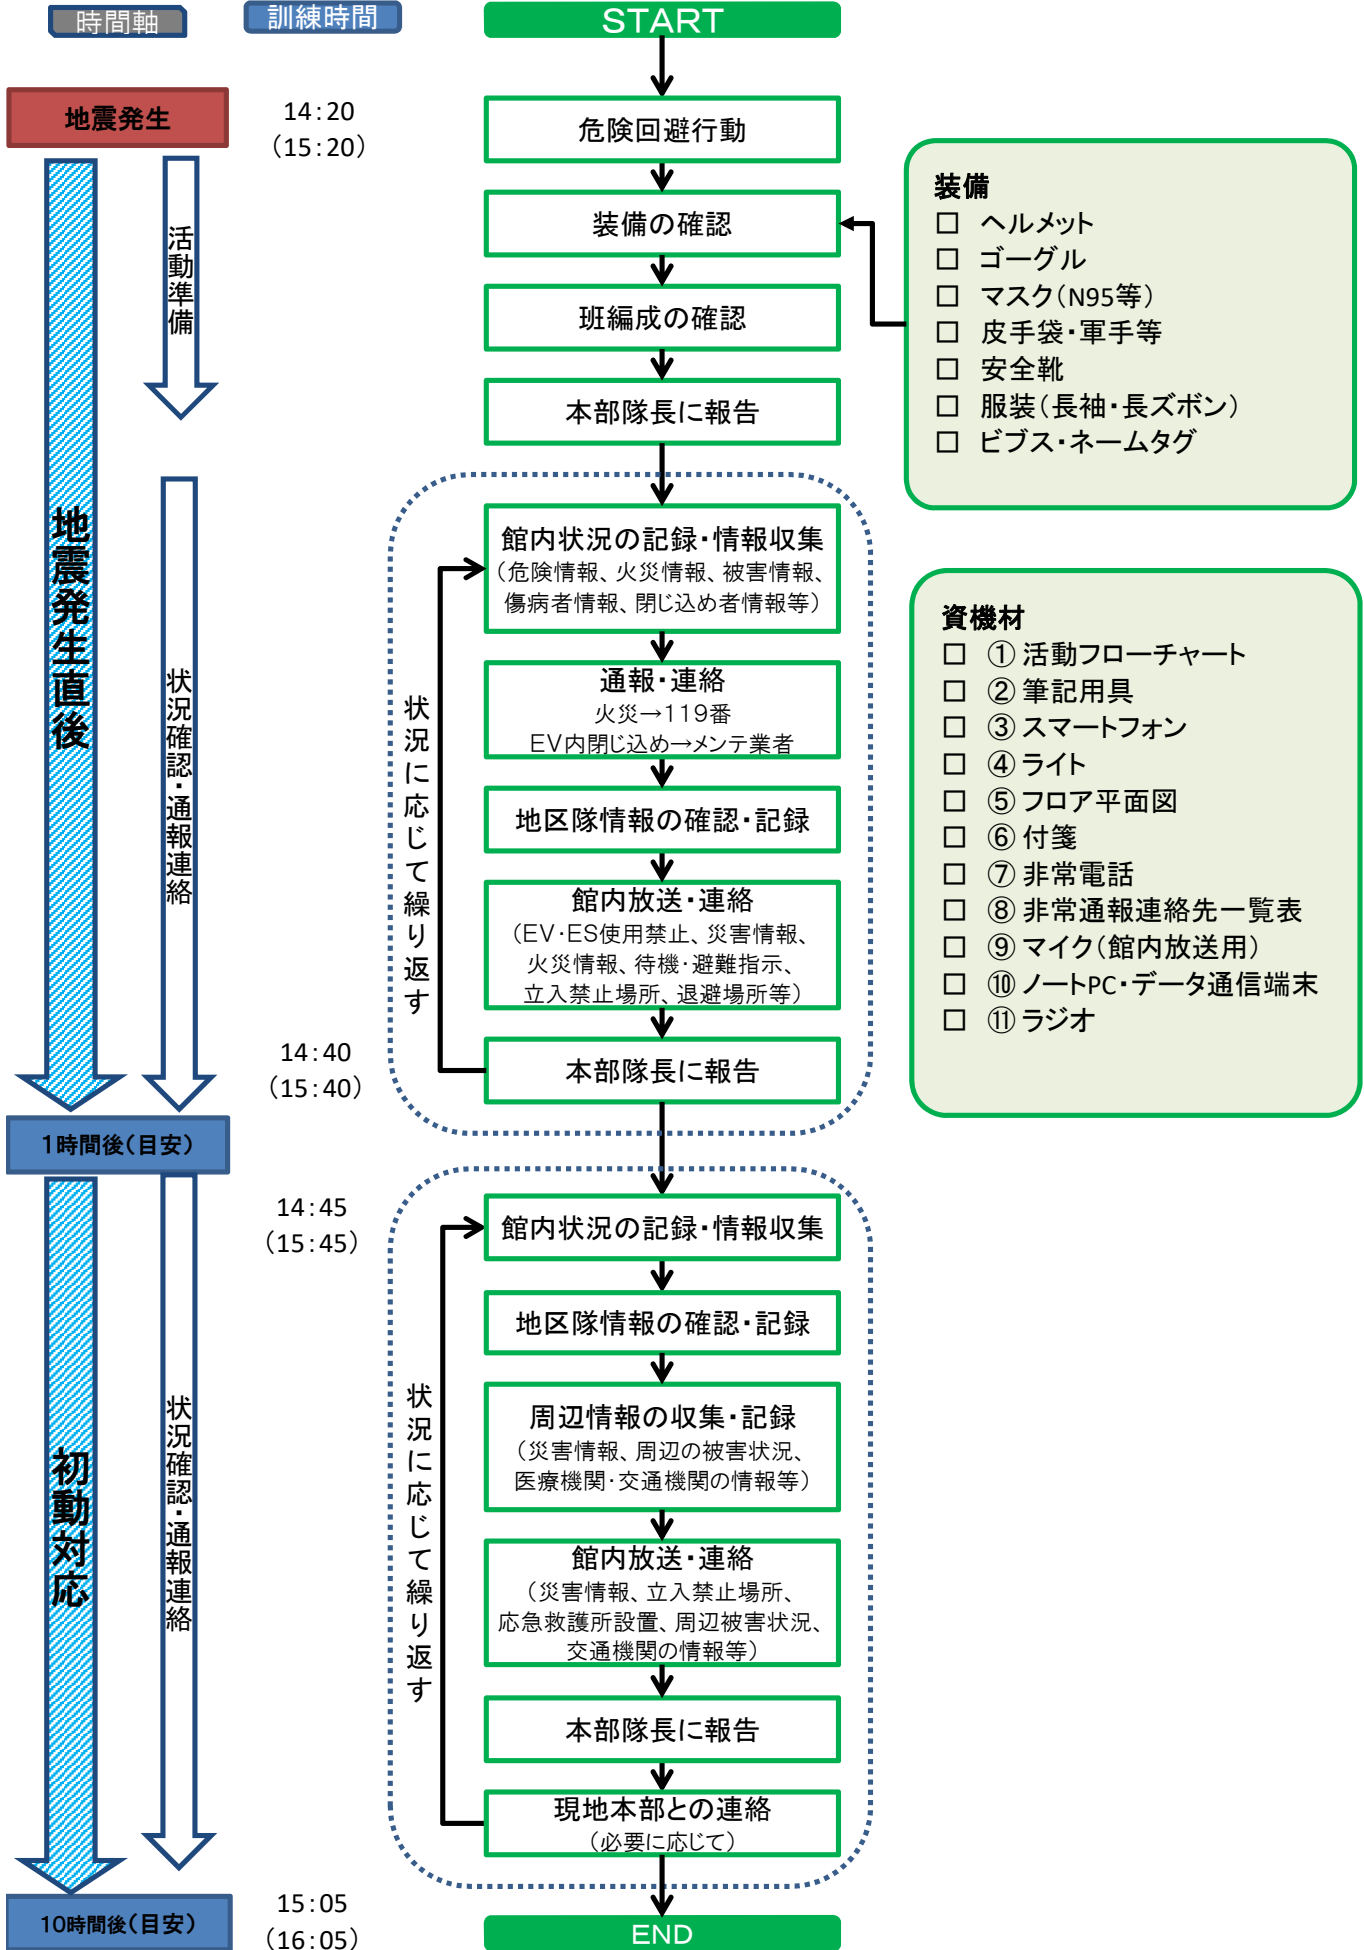 時間軸
訓練時間
START
地震発生
14:20
(15:20)
危険回避行動
装備の確認
班編成の確認
本部隊長に報告
活動準備
装備
□ ヘルメット
□ ゴーグル
□ マスク(N95等)
□ 皮手袋・軍手等
□ 安全靴
□ 服装(長袖・長ズボン)
□ ビブス・ネームタグ
地震発生直後
状況確認・通報連絡
状況に応じて繰り返す
館内状況の記録・情報収集
(危険情報、火災情報、被害情報、
傷病者情報、閉じ込め者情報等)
通報・連絡
火災→119番
EV内閉じ込め→メンテ業者
地区隊情報の確認・記録
館内放送・連絡
(EV・ES使用禁止、災害情報、
火災情報、待機・避難指示、
立入禁止場所、退避場所等)
14:40
(15:40)
本部隊長に報告
資機材
□ ①活動フローチャート
□ ②筆記用具
□ ③スマートフォン
□ ④ライト
□ ⑤フロア平面図
□ ⑥付箋
□ ⑦非常電話
□ ⑧非常通報連絡先一覧表
□ ⑨マイク(館内放送用)
□ ⑩ノートPC・データ通信端末
□ ⑪ラジオ
1時間後(目安)
14:45
(15:45)
初動対応
状況確認・通報連絡
状況に応じて繰り返す
館内状況の記録・情報収集
地区隊情報の確認・記録
周辺情報の収集・記録
(災害情報、周辺の被害状況、
医療機関・交通機関の情報等)
館内放送・連絡
(災害情報、立入禁止場所、
応急救護所設置、周辺被害状況、
交通機関の情報等)
本部隊長に報告
現地本部との連絡
(必要に応じて)
10時間後(目安)
15:05
(16:05)
END